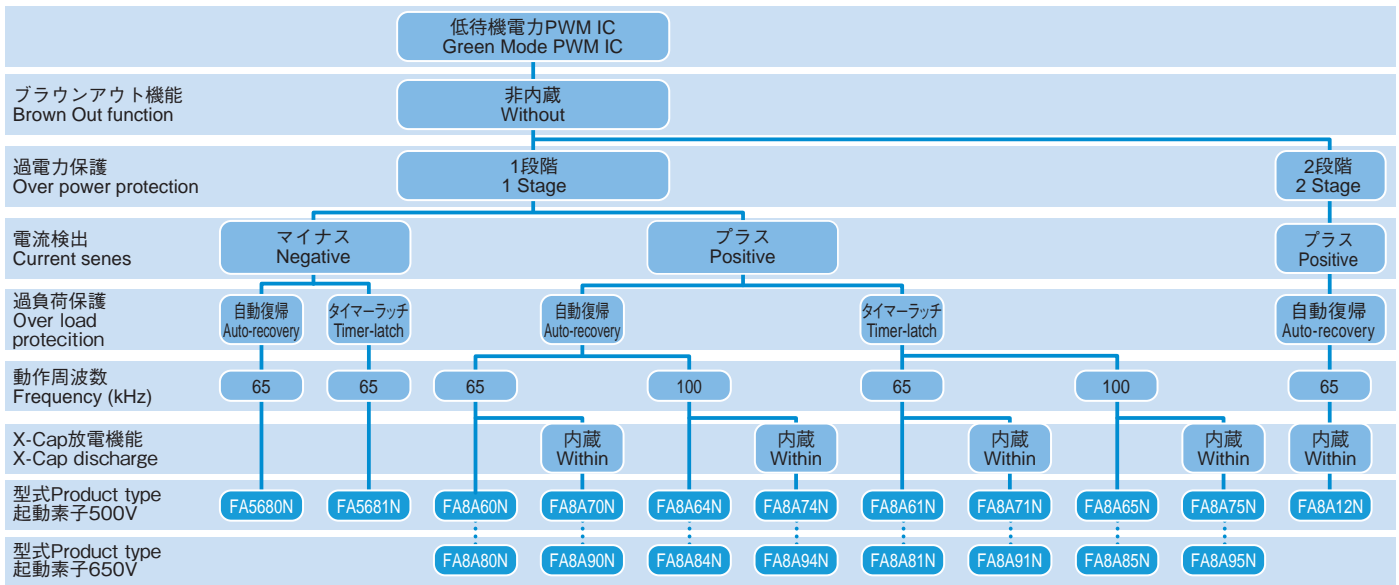 低待機電力PWM IC
Green Mode PWM IC
ブラウンアウト機能
Brown Out function
非内蔵
Without
過電力保護
Over power protection
1段階
1 Stage
2段階
2 Stage
電流検出
Current senes
マイナス
Negative
プラス
Positive
プラス
Positive
過負荷保護
Over load
protecition
自動復帰
Auto-recovery
タイマーラッチ
Timer-latch
自動復帰
Auto-recovery
タイマーラッチ
Timer-latch
自動復帰
Auto-recovery
動作周波数
Frequency (kHz)
65
65
65
100
65
100
65
X-Cap放電機能
X-Cap discharge
内蔵
Within
内蔵
Within
内蔵
Within
内蔵
Within
内蔵
Within
型式Product type
起動素子500V
FA5680N
FA5681N
FA8A60N
FA8A70N
FA8A64N
FA8A74N
FA8A61N
FA8A71N
FA8A65N
FA8A75N
FA8A12N
型式Product type
起動素子650V
FA8A80N
FA8A90N
FA8A84N
FA8A94N
FA8A81N
FA8A91N
FA8A85N
FA8A95N